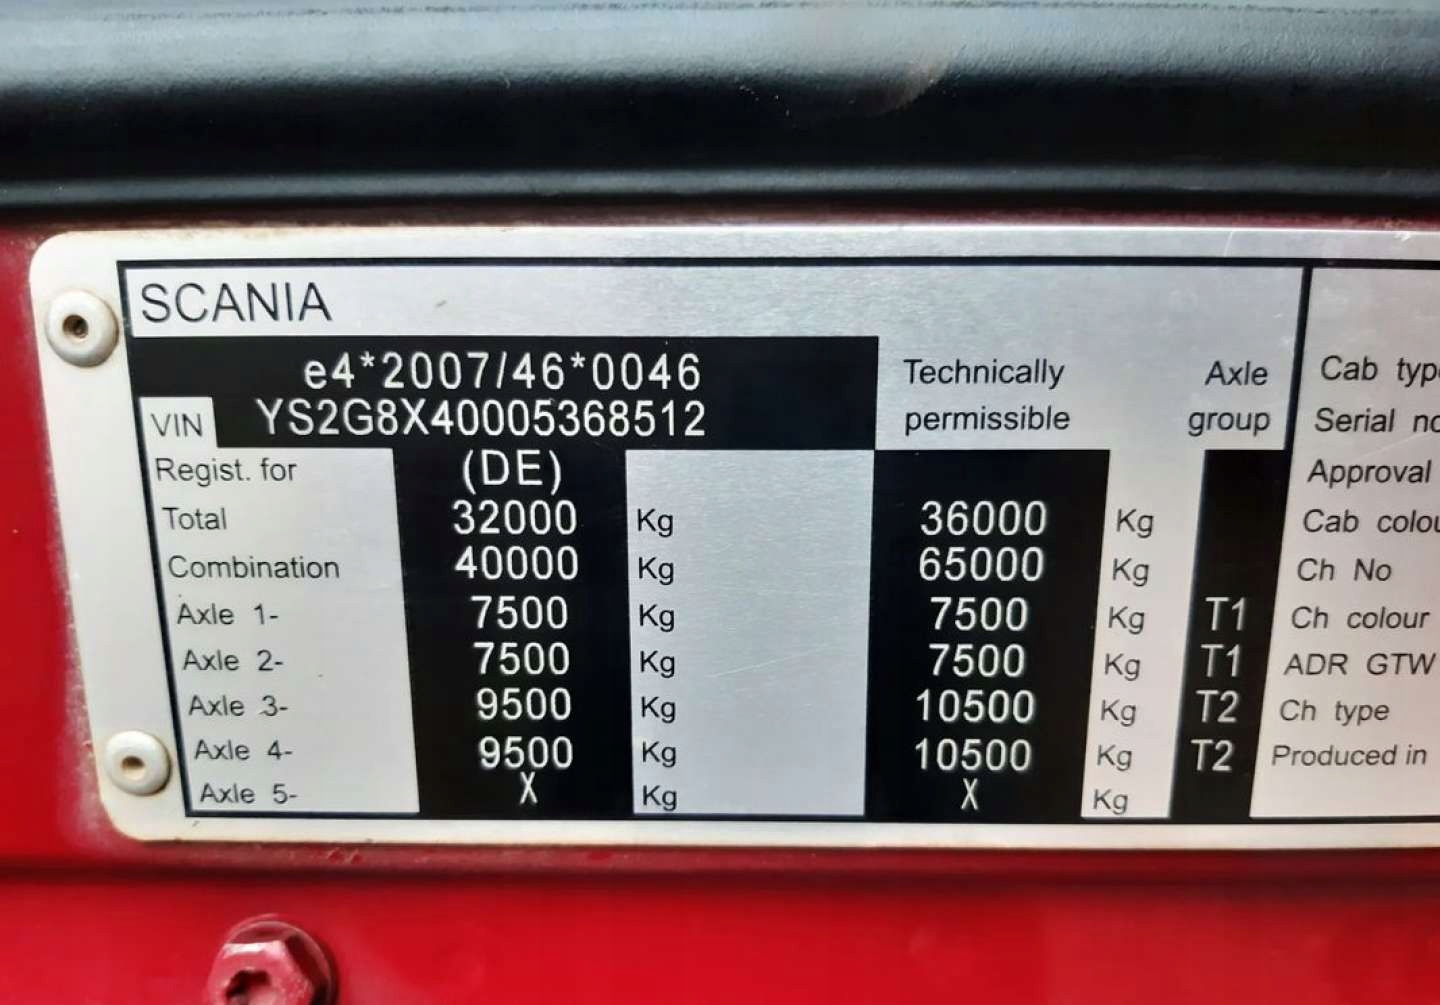 SCANIA
e4*2007/46*0046 Technically Axle Cab type
VIN YS2G8X40005368512 permissible group Serial no
Regist. for (DE) Approval
Total 32000 Kg 36000 Kg Cab colou
Combination 40000 Kg 65000 Kg Ch No
Axle 1- 7500 Kg 7500 Kg T1 Ch colour
Axle 2- 7500 Kg 7500 Kg T1 ADR GTW
Axle 3- 9500 Kg 10500 Kg T2 Ch type
Axle 4- 9500 Kg 10500 Kg T2 Produced in
Axle 5- X Kg X Kg